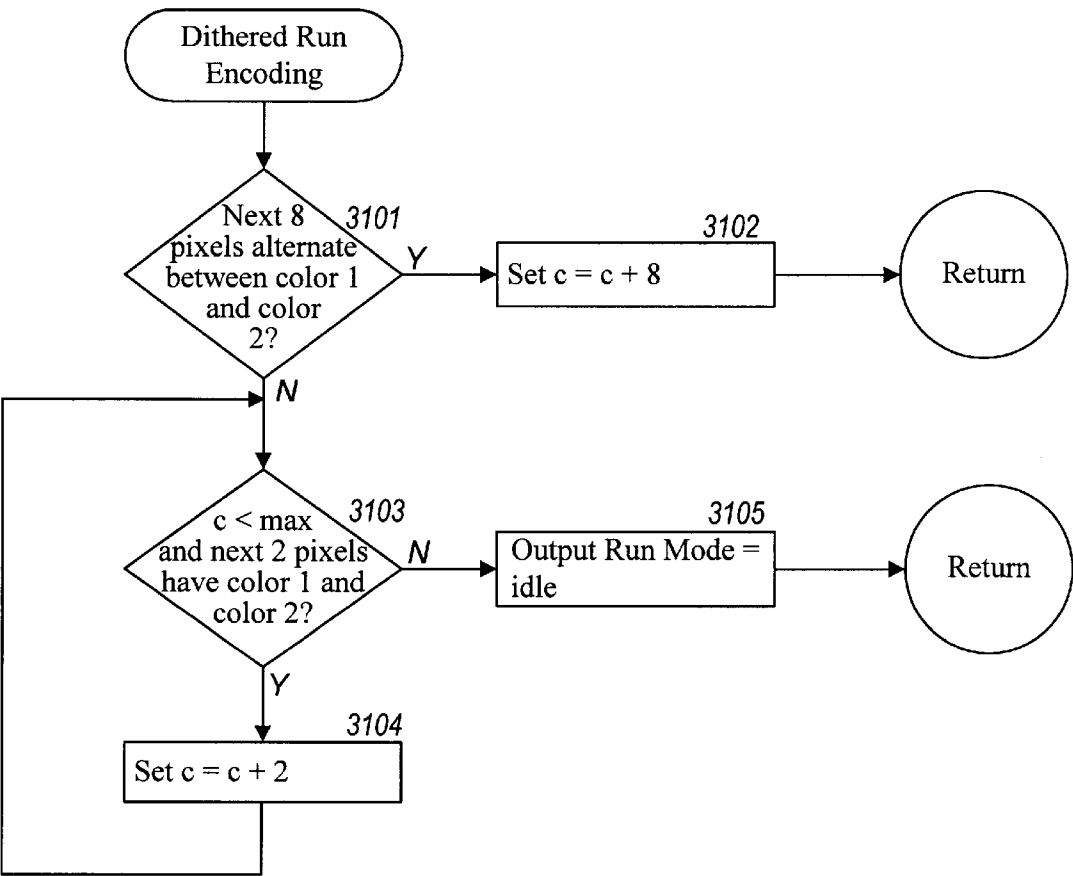 Dithered Run
Encoding
Next 8
pixels alternate
between color 1
and color
2?
3101
Y
3102
Set c = c + 8
Return
N
c < max
and next 2 pixels
have color 1 and
color 2?
3103
N
3105
Output Run Mode =
idle
Return
Y
3104
Set c = c + 2